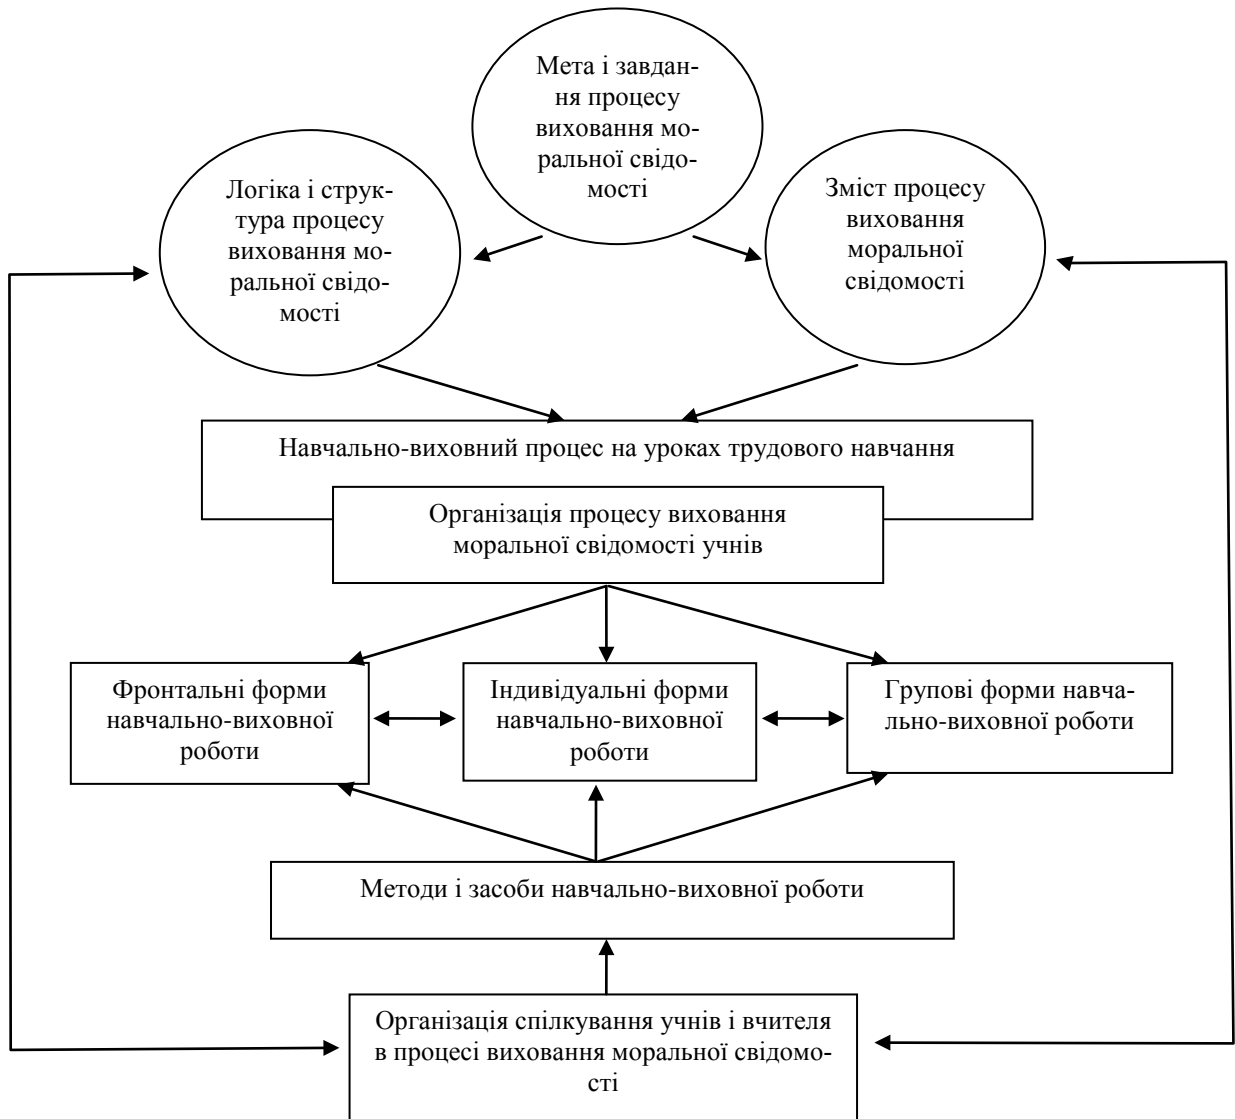 Мета і завдан-
ня процесу
виховання мо-
ральної свідо-
мості
Логіка і струк-
тура процесу
виховання мо-
ральної свідо-
мості
Зміст процесу
виховання
моральної
свідомості
Навчально-виховний процес на уроках трудового навчання
Організація процесу виховання
моральної свідомості учнів
Фронтальні форми
навчально-виховної
роботи
Індивідуальні форми
навчально-виховної
роботи
Групові форми навча-
льно-виховної роботи
Методи і засоби навчально-виховної роботи
Організація спілкування учнів і вчителя
в процесі виховання моральної свідомо-
сті